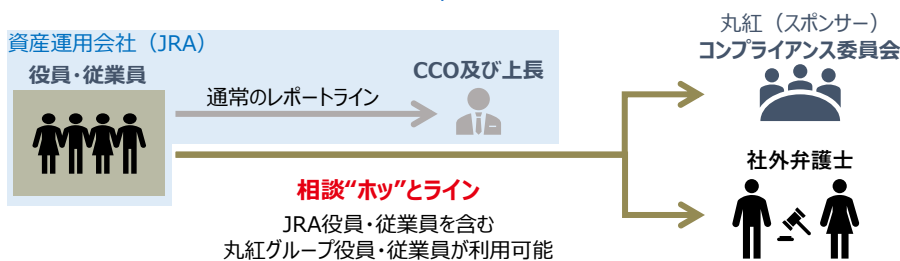 丸紅（スポンサー）
コンプライアンス委員会
資産運用会社（JRA）
役員・従業員
CCO及び上長
通常のレポートライン
社外弁護士
相談“ホッ”とライン
JRA役員・従業員を含む
丸紅グループ役員・従業員が利用可能